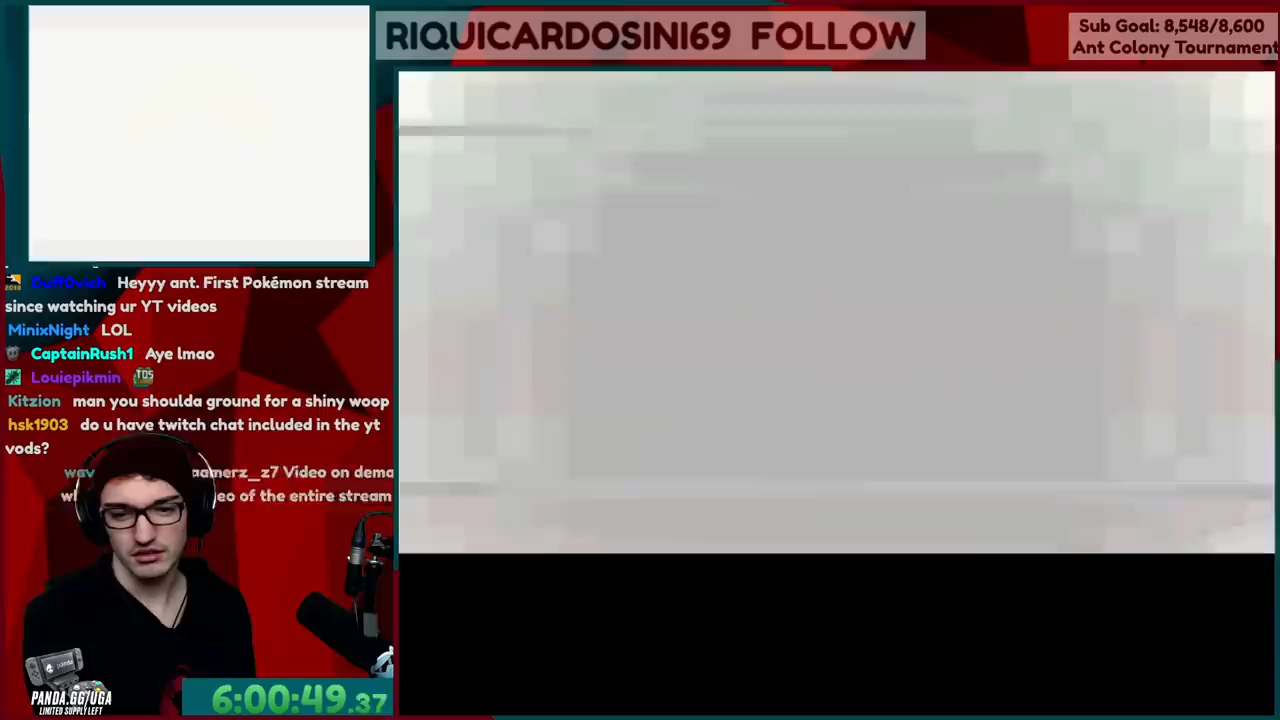 RIQUICARDOSINI69 FOLLOW
Sub Goal: 8,548/8,600
Ant Colony Tournament
DuffOvich Heyyy ant. First Pokémon stream
since watching ur YT videos
MinixNight LOL
CaptainRush1 Aye lmao
Louiepikmin TOS
Kitzion man you shoulda ground for a shiny woop
hsk1903 do u have twitch chat included in the yt
vods?
Video on dema
eo of the entire stream
PANDA.GG/UGA
LIMITED SUPPLY LEFT
6:00:49.37